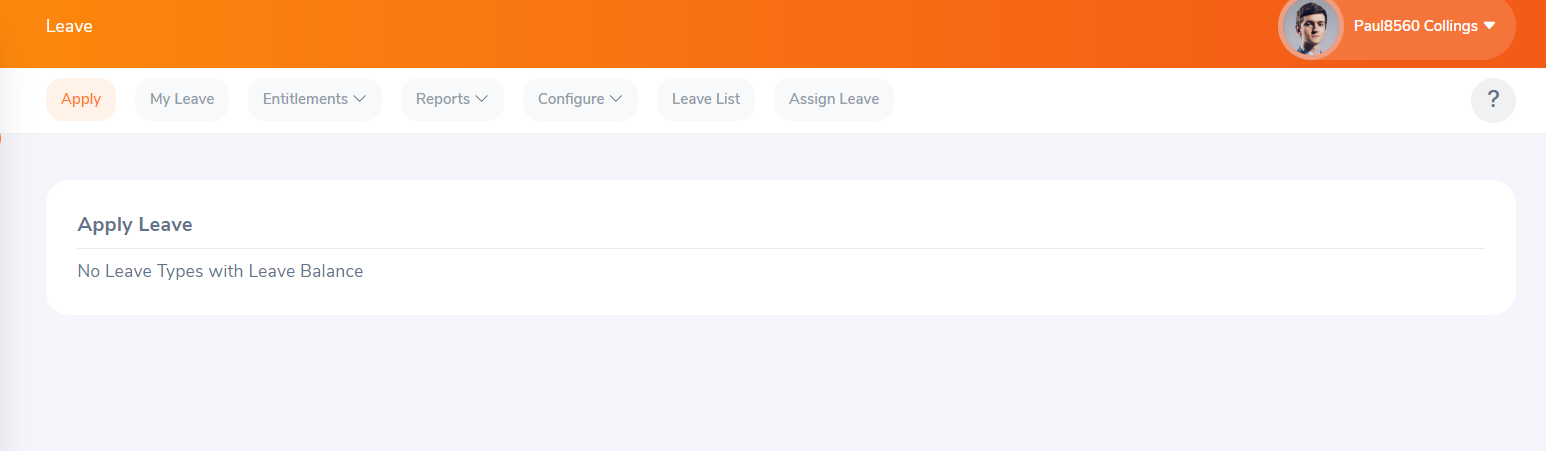 Leave
Paul8560 Collings
Apply
My Leave
Entitlements
Reports
Configure
Leave List
Assign Leave
?
Apply Leave
No Leave Types with Leave Balance